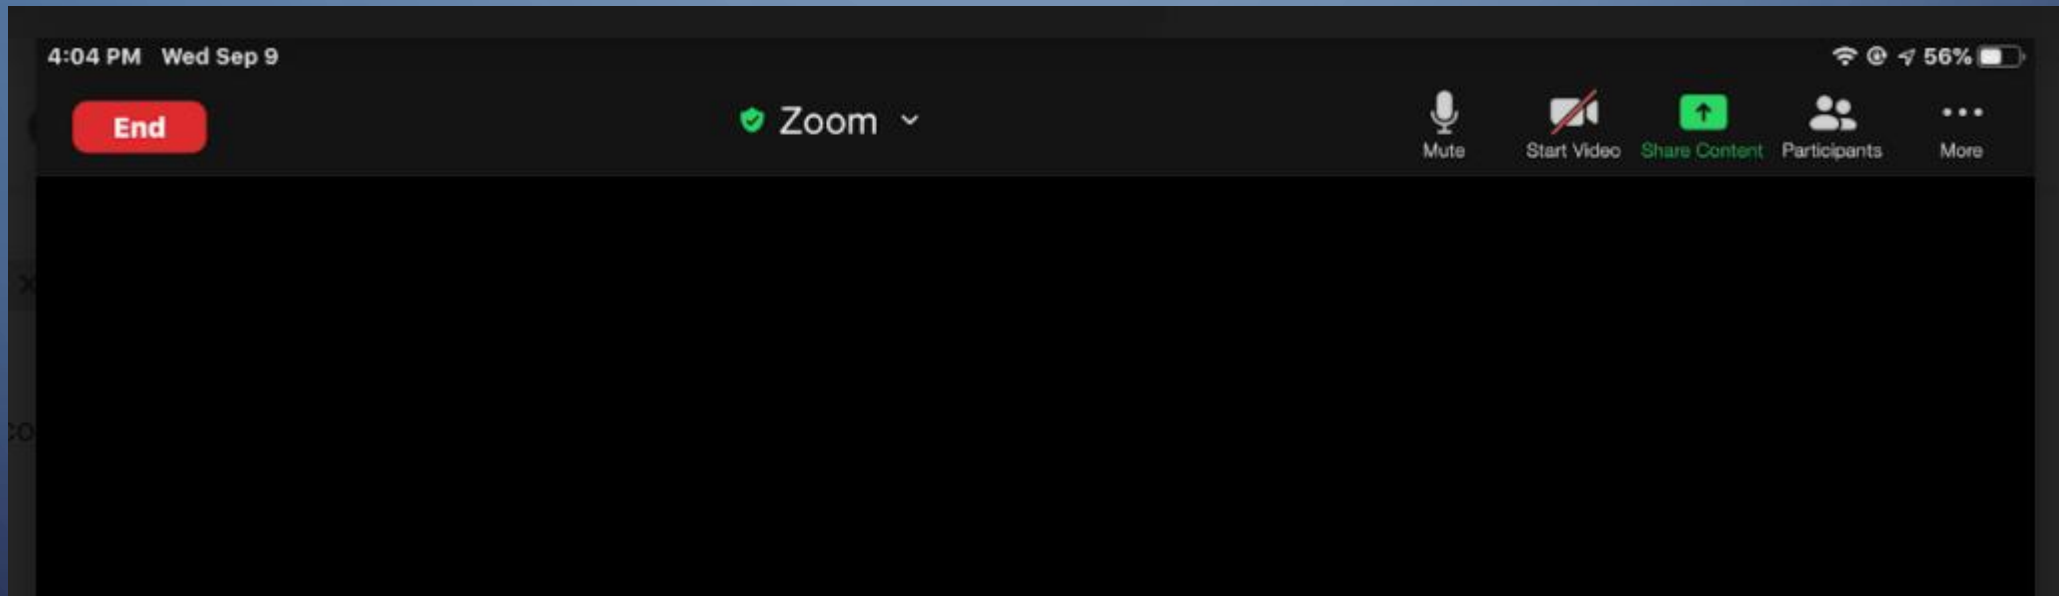 4:04 PM Wed Sep 9
56%
End
Zoom
Mute
Start Video
Share Content
Participants
More